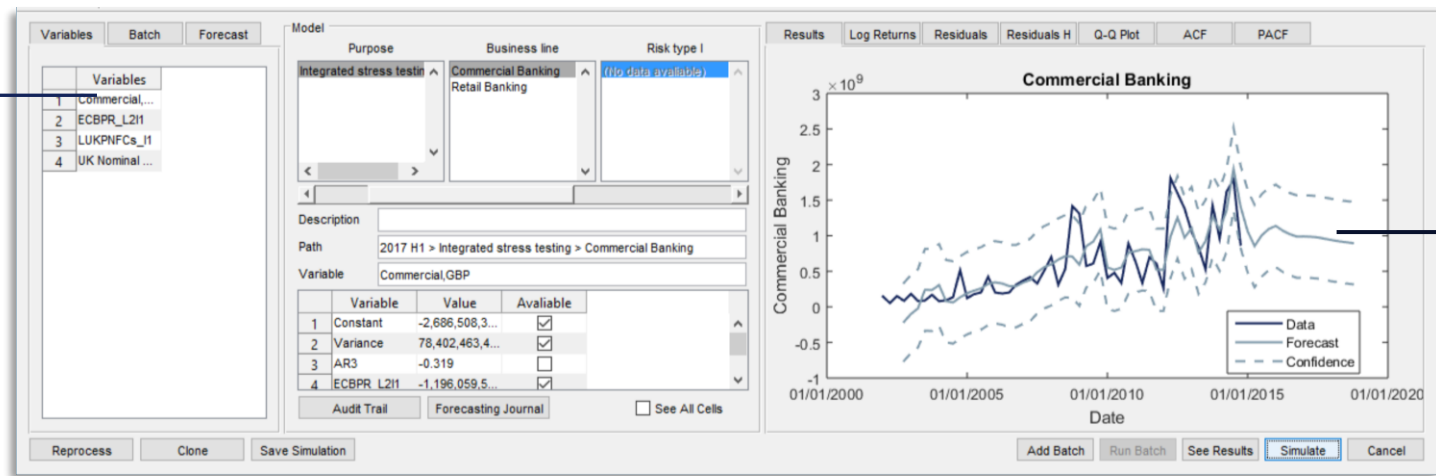 Variables Batch Forecast
Variables
1 Commercial,...
2 ECBPR_L2I1
3 LUKPNFCs_I1
4 UK Nominal ...
Model
Purpose Business line Risk type I
Integrated stress testin Commercial Banking (No data available)
Retail Banking
Description
Path 2017 H1 > Integrated stress testing > Commercial Banking
Variable Commercial,GBP
Variable Value Avaliable
1 Constant -2,686,508,3...
2 Variance 78,402,463,4...
3 AR3 -0.319
4 ECBPR_L2I1 -1,196,059,5...
Audit Trail Forecasting Journal See All Cells
Results Log Returns Residuals Residuals H Q-Q Plot ACF PACF
Commercial Banking
×10^9
3
2.5
2
1.5
1
0.5
0
-0.5
-1
Commercial Banking
Data
Forecast
Confidence
01/01/2000 01/01/2005 01/01/2010 01/01/2015 01/01/2020
Date
Reprocess Clone Save Simulation Add Batch Run Batch See Results Simulate Cancel